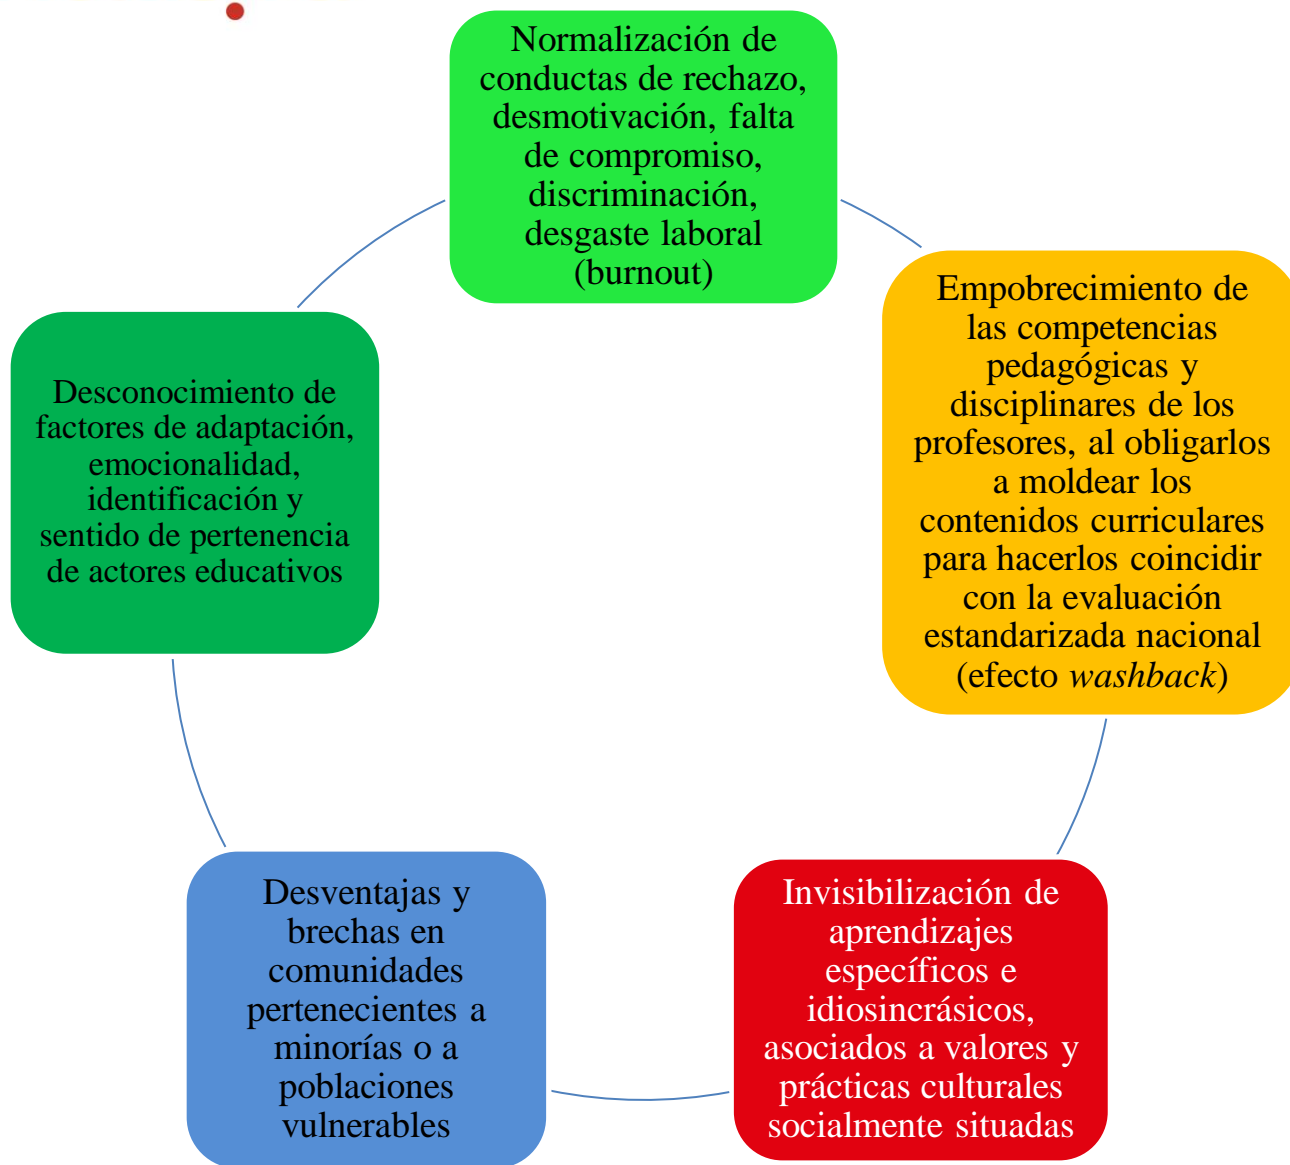 Normalización de
conductas de rechazo,
desmotivación, falta
de compromiso,
discriminación,
desgaste laboral
(burnout)
Empobrecimiento de
las competencias
pedagógicas y
disciplinares de los
profesores, al obligarlos
a moldear los
contenidos curriculares
para hacerlos coincidir
con la evaluación
estandarizada nacional
(efecto washback)
Invisibilización de
aprendizajes
específicos e
idiosincrásicos,
asociados a valores y
prácticas culturales
socialmente situadas
Desventajas y
brechas en
comunidades
pertenecientes a
minorías o a
poblaciones
vulnerables
Desconocimiento de
factores de adaptación,
emocionalidad,
identificación y
sentido de pertenencia
de actores educativos